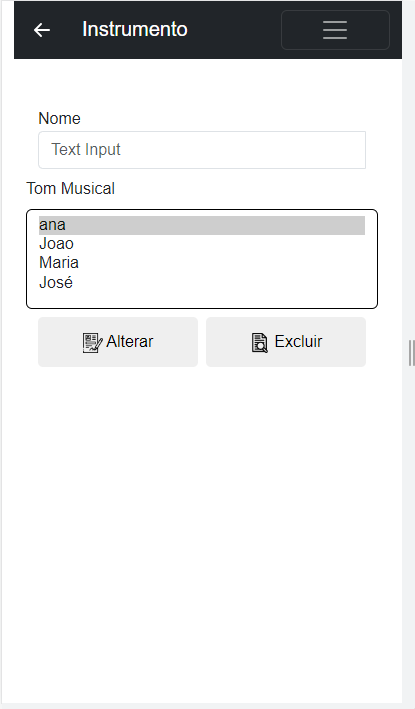 Instrumento
Nome
Text Input
Tom Musical
ana
Joao
Maria
José
Alterar
Excluir